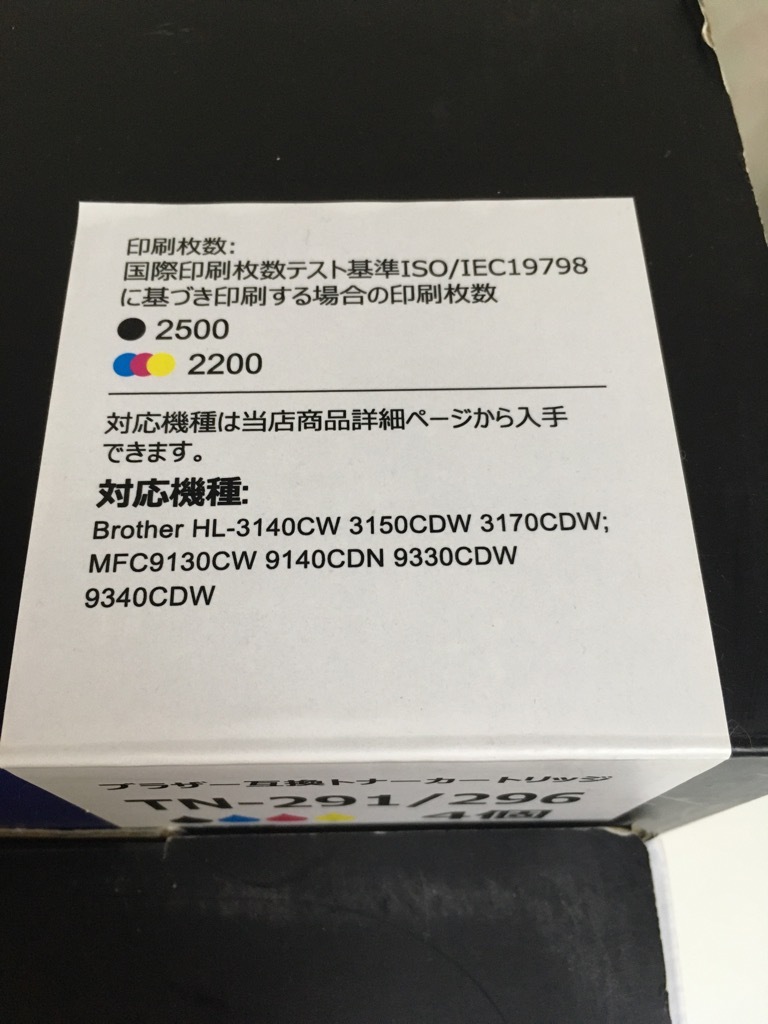 印刷枚数:
国際印刷枚数テスト基準ISO/IEC19798
に基づき印刷する場合の印刷枚数
2500
2200
対応機種は当店商品詳細ページから入手
できます。
対応機種:
Brother HL-3140CW 3150CDW 3170CDW;
MFC9130CW 9140CDN 9330CDW
9340CDW
ブラザー互換トナーカートリッジ
TN-291/296
4個